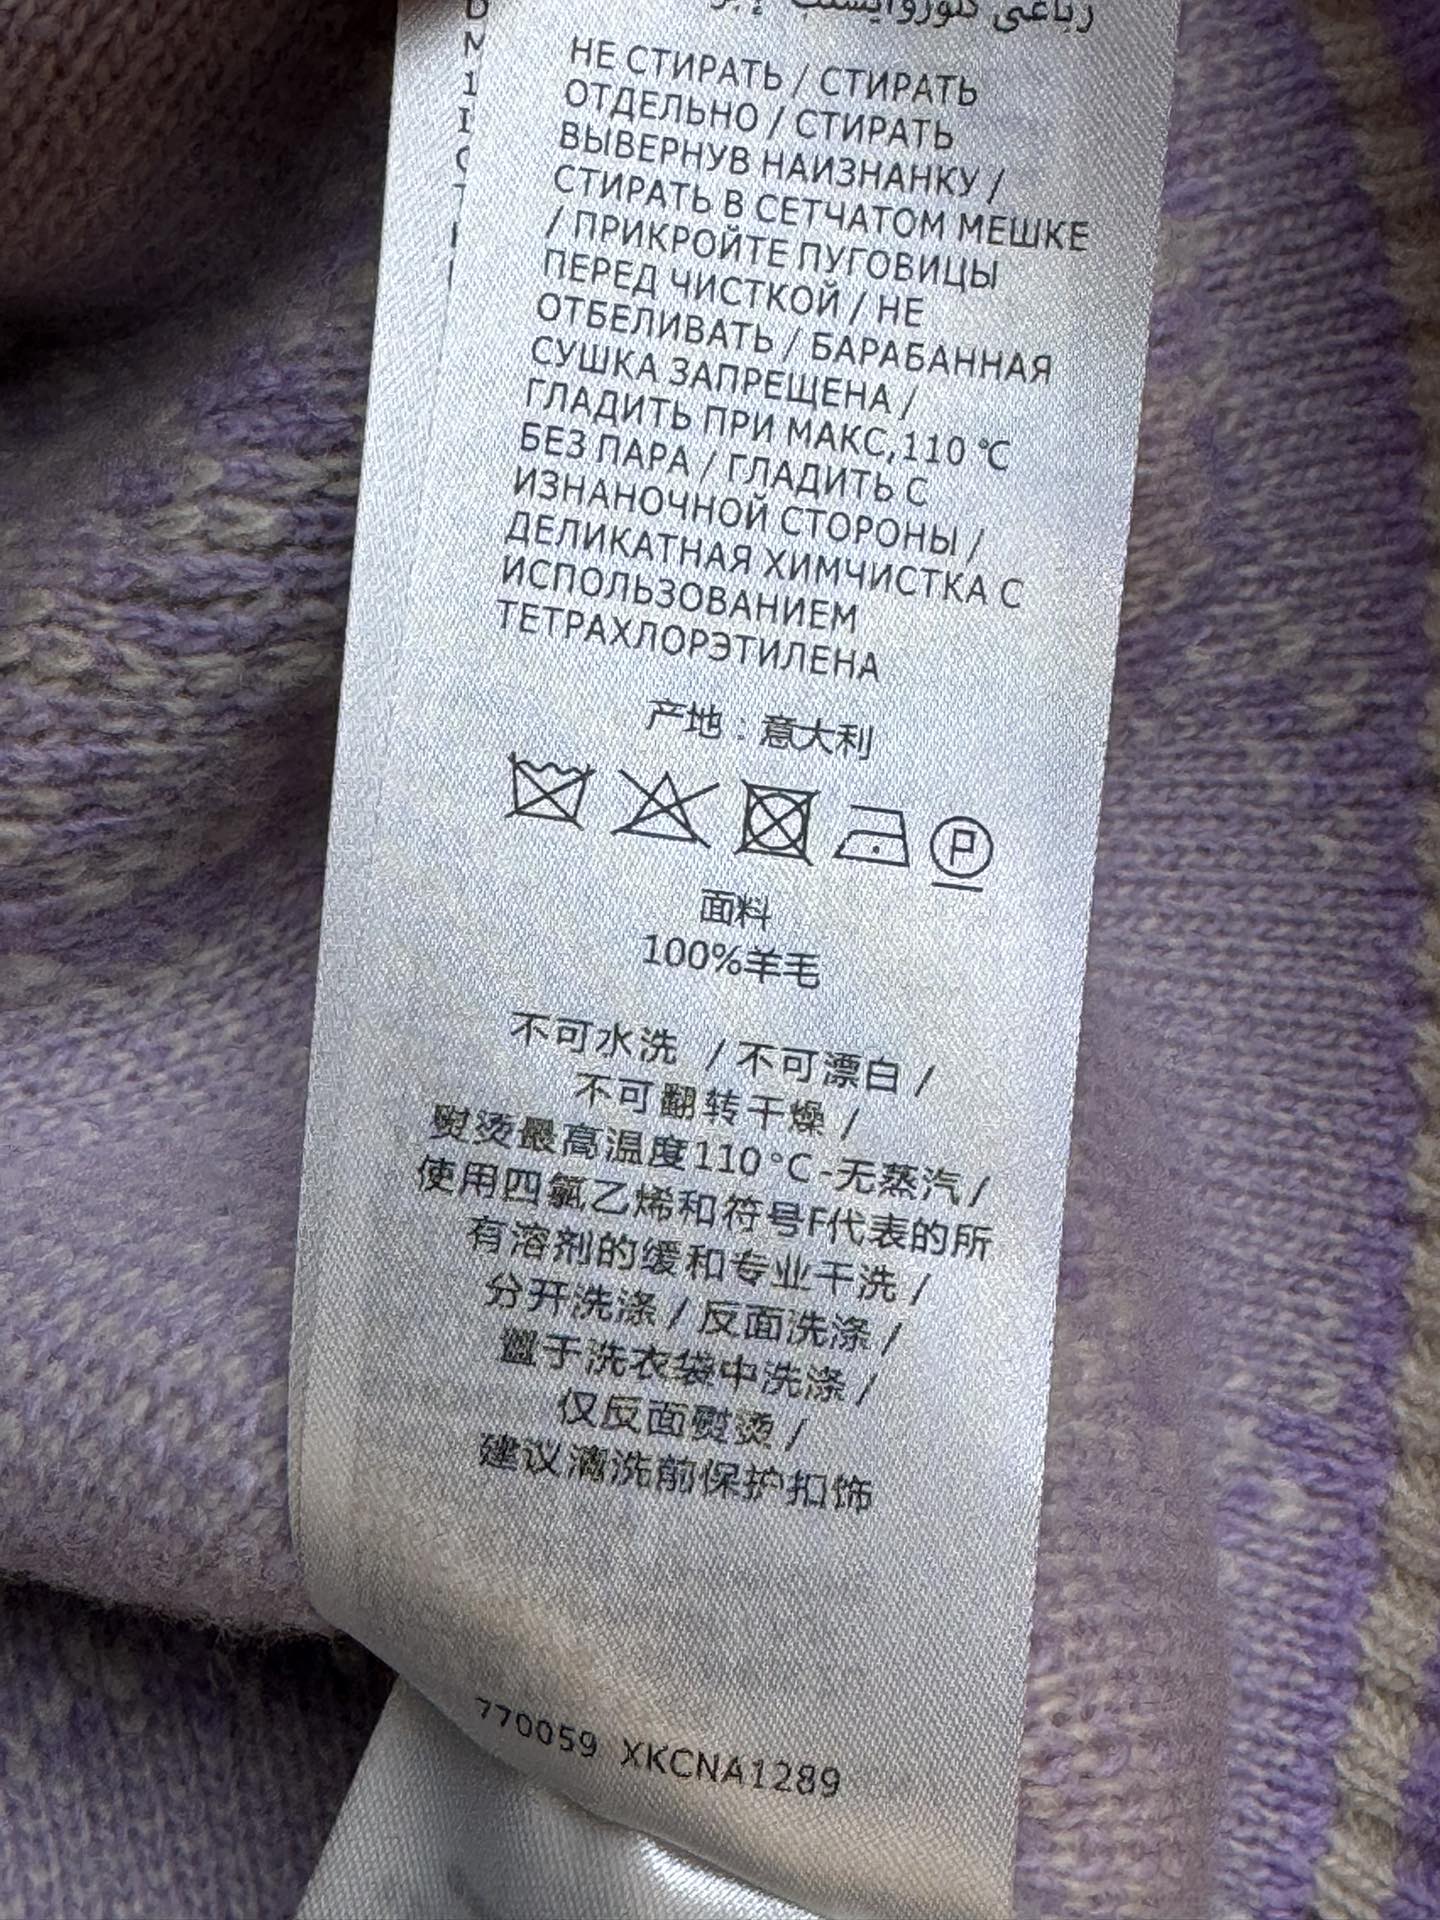 رباعي كلوروايثيلين
НЕ СТИРАТЬ / СТИРАТЬ
ОТДЕЛЬНО / СТИРАТЬ
ВЫВЕРНУВ НАИЗНАНКУ /
СТИРАТЬ В СЕТЧАТОМ МЕШКЕ
/ ПРИКРОЙТЕ ПУГОВИЦЫ
ПЕРЕД ЧИСТКОЙ / НЕ
ОТБЕЛИВАТЬ / БАРАБАННАЯ
СУШКА ЗАПРЕЩЕНА /
ГЛАДИТЬ ПРИ МАКС,110 °C
БЕЗ ПАРА / ГЛАДИТЬ С
ИЗНАНОЧНОЙ СТОРОНЫ /
ДЕЛИКАТНАЯ ХИМЧИСТКА С
ИСПОЛЬЗОВАНИЕМ
ТЕТРАХЛОРЭТИЛЕНА
产地：意大利
P
面料
100%羊毛
不可水洗 / 不可漂白 /
不可翻转干燥 /
熨烫最高温度110°C-无蒸汽 /
使用四氯乙烯和符号F代表的所
有溶剂的缓和专业干洗 /
分开洗涤 / 反面洗涤 /
置于洗衣袋中洗涤 /
仅反面熨烫 /
建议清洗前保护扣饰
770059 XKCNA1289